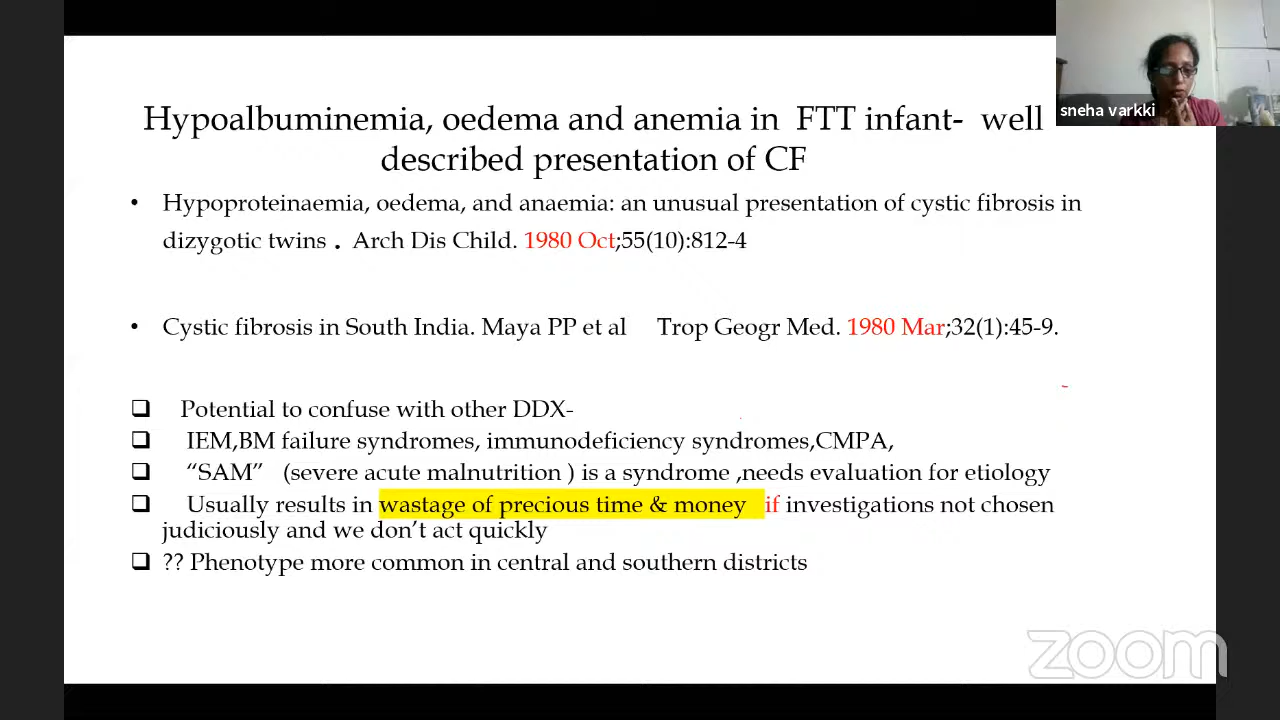 sneha varkki
Hypoalbuminemia, oedema and anemia in FTT infant- well
described presentation of CF
• Hypoproteinaemia, oedema, and anaemia: an unusual presentation of cystic fibrosis in
dizygotic twins . Arch Dis Child. 1980 Oct;55(10):812-4
• Cystic fibrosis in South India. Maya PP et al Trop Geogr Med. 1980 Mar;32(1):45-9.
❑ Potential to confuse with other DDX-
❑ IEM,BM failure syndromes, immunodeficiency syndromes,CMPA,
❑ “SAM” (severe acute malnutrition ) is a syndrome ,needs evaluation for etiology
❑ Usually results in wastage of precious time & money if investigations not chosen
judiciously and we don’t act quickly
❑ ?? Phenotype more common in central and southern districts
zoom